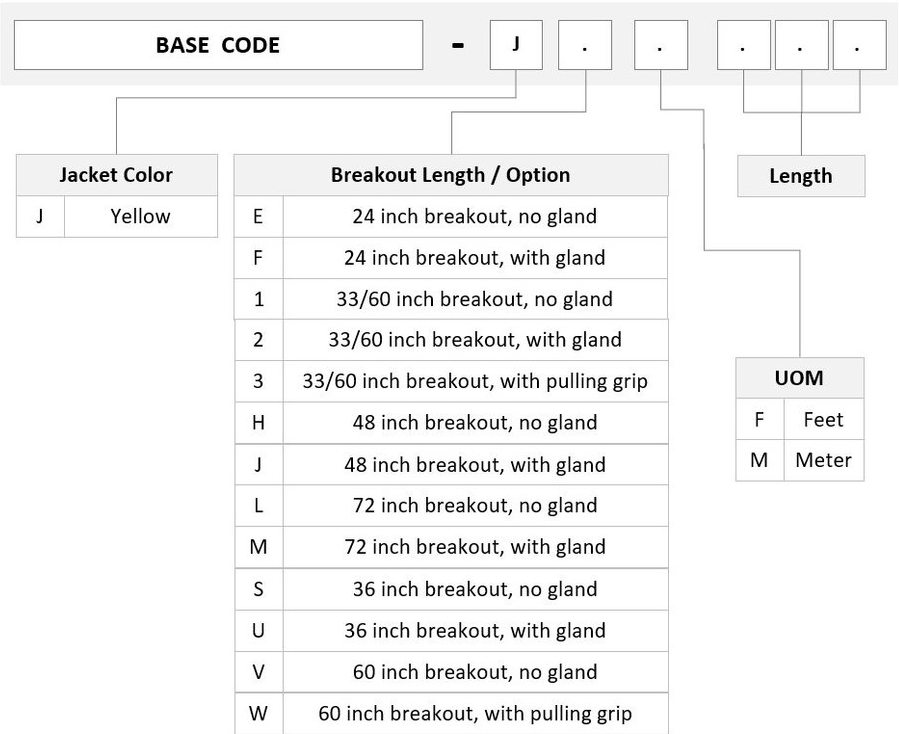 BASE CODE - J . . . . .
Jacket Color
J Yellow
Breakout Length / Option
E 24 inch breakout, no gland
F 24 inch breakout, with gland
1 33/60 inch breakout, no gland
2 33/60 inch breakout, with gland
3 33/60 inch breakout, with pulling grip
H 48 inch breakout, no gland
J 48 inch breakout, with gland
L 72 inch breakout, no gland
M 72 inch breakout, with gland
S 36 inch breakout, no gland
U 36 inch breakout, with gland
V 60 inch breakout, no gland
W 60 inch breakout, with pulling grip
Length
UOM
F Feet
M Meter